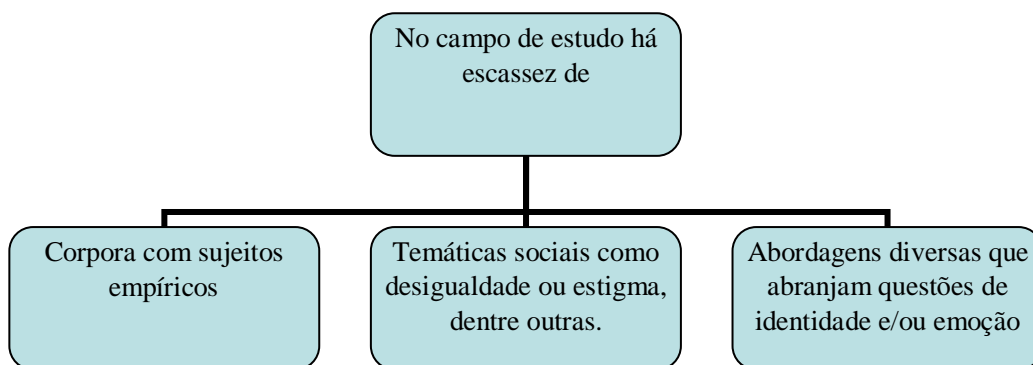 No campo de estudo há
escassez de
Corpora com sujeitos
empíricos
Temáticas sociais como
desigualdade ou estigma,
dentre outras.
Abordagens diversas que
abranjam questões de
identidade e/ou emoção